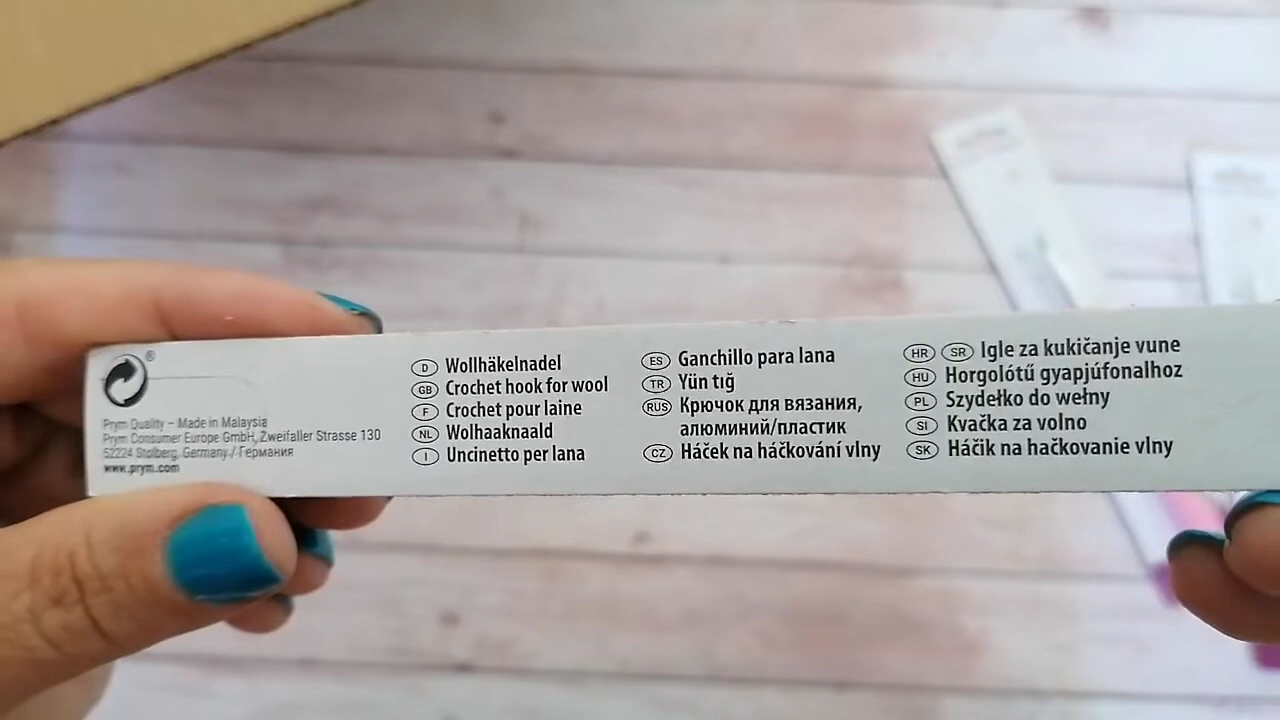 ®
Prym Quality – Made in Malaysia
Prym Consumer Europe GmbH, Zweifaller Strasse 130
52224 Stolberg, Germany / Германия
www.prym.com
D Wollhäkelnadel
GB Crochet hook for wool
F Crochet pour laine
NL Wolhaaknaald
I Uncinetto per lana
ES Ganchillo para lana
TR Yün tığ
RUS Крючок для вязания,
алюминий/пластик
CZ Háček na háčkování vlny
HR SR Igle za kukičanje vune
HU Horgolótű gyapjúfonalhoz
PL Szydełko do wełny
SI Kvačka za volno
SK Háčik na hačkovanie vlny